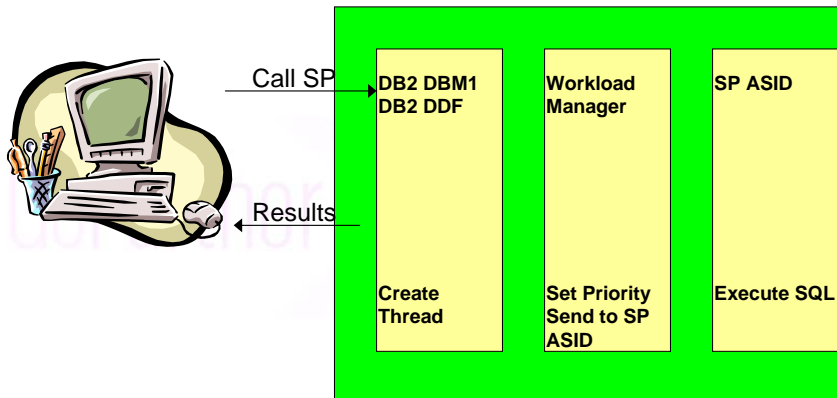 Call SP
Results
DB2 DBM1
DB2 DDF
Create
Thread
Workload
Manager
Set Priority
Send to SP
ASID
SP ASID
Execute SQL